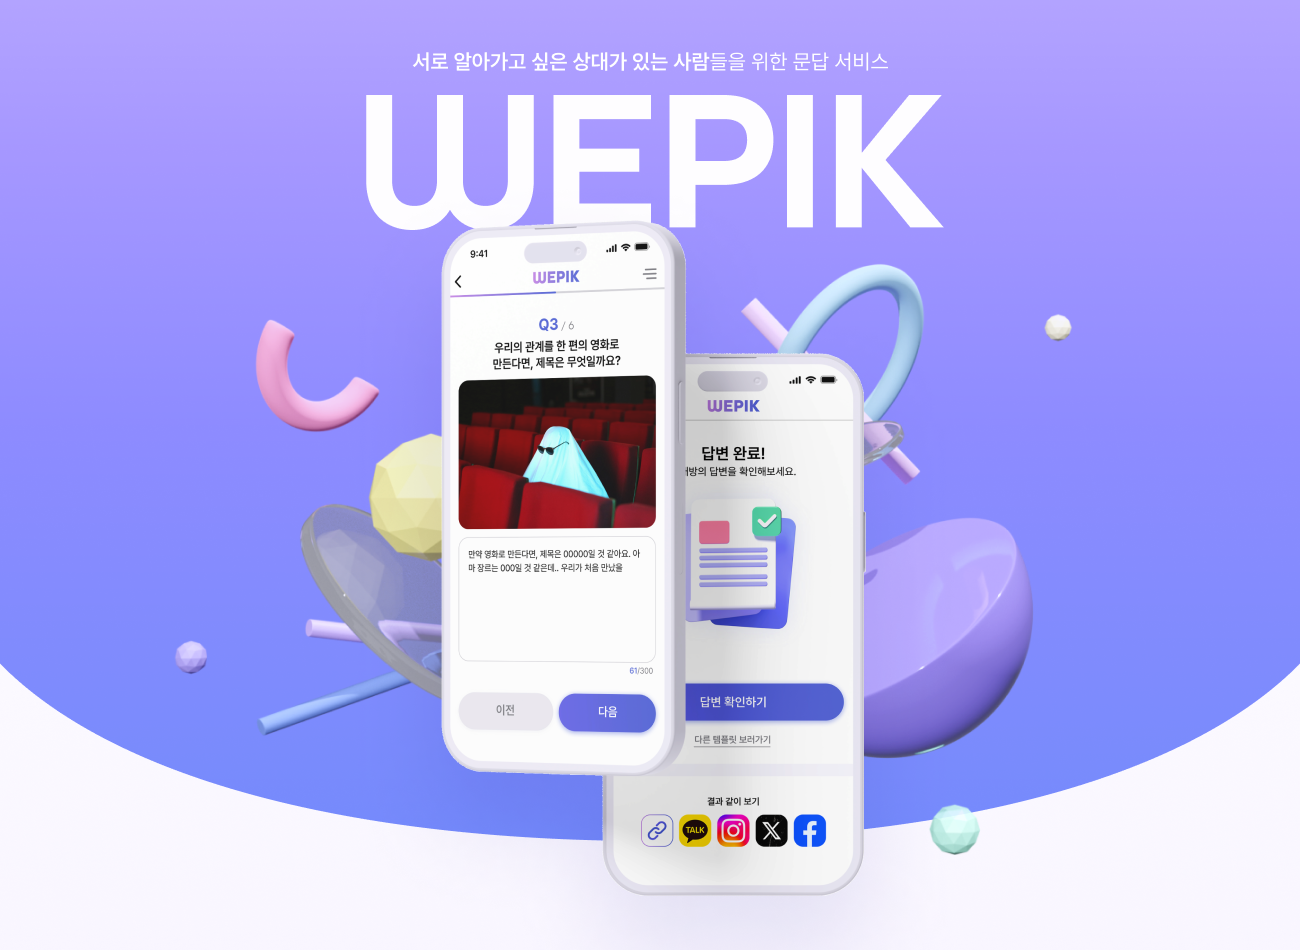 서로 알아가고 싶은 상대가 있는 사람들을 위한 문답 서비스
WEPIK
9:41
WEPIK
Q3 / 6
우리의 관계를 한 편의 영화로
만든다면, 제목은 무엇일까요?
만약 영화로 만든다면, 제목은 00000일 것 같아요. 아
마 장르는 000일 것 같은데.. 우리가 처음 만났을
61/300
이전
다음
WEPIK
답변 완료!
방의 답변을 확인해보세요.
답변 확인하기
다른 템플릿 보러가기
결과 같이 보기
TALK